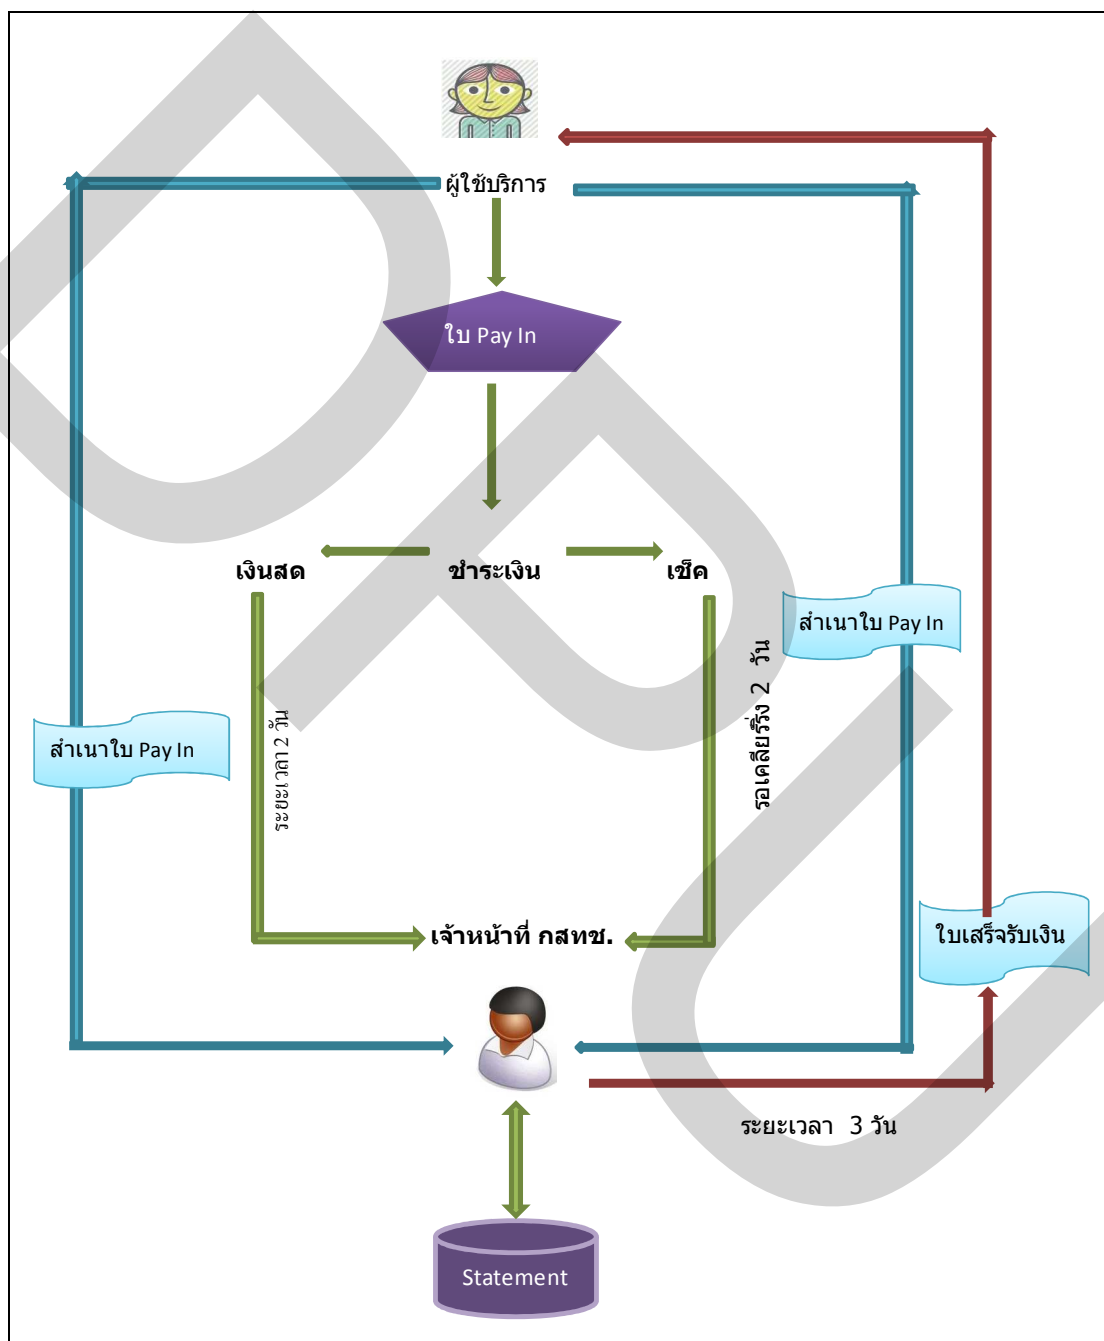 ผู้ใช้บริการ
ใบ Pay In
เงินสด
ชำระเงิน
เช็ค
สำเนาใบ Pay In
รอเคลียริ่ง 2 วัน
ระยะเวลา 2 วัน
สำเนาใบ Pay In
เจ้าหน้าที่ กสทช.
ใบเสร็จรับเงิน
ระยะเวลา 3 วัน
Statement
DPU